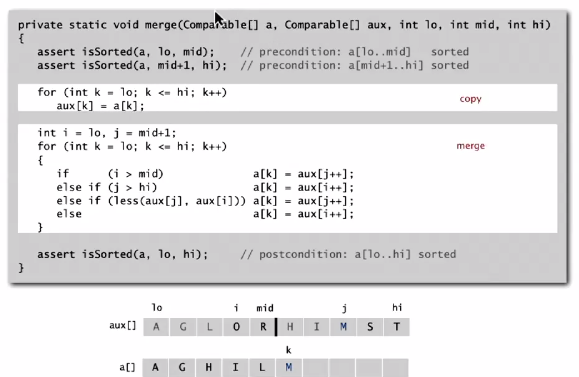 private static void merge(Comparable[] a, Comparable[] aux, int lo, int mid, int hi)
{
assert isSorted(a, lo, mid); // precondition: a[lo..mid] sorted
assert isSorted(a, mid+1, hi); // precondition: a[mid+1..hi] sorted
for (int k = lo; k <= hi; k++)
aux[k] = a[k];
copy
int i = lo, j = mid+1;
for (int k = lo; k <= hi; k++)
merge
{
if (i > mid) a[k] = aux[j++];
else if (j > hi) a[k] = aux[i++];
else if (less(aux[j], aux[i])) a[k] = aux[j++];
else a[k] = aux[i++];
}
assert isSorted(a, lo, hi); // postcondition: a[lo..hi] sorted
}
lo i mid j hi
aux[] A G L O R H I M S T
k
a[] A G H I L M